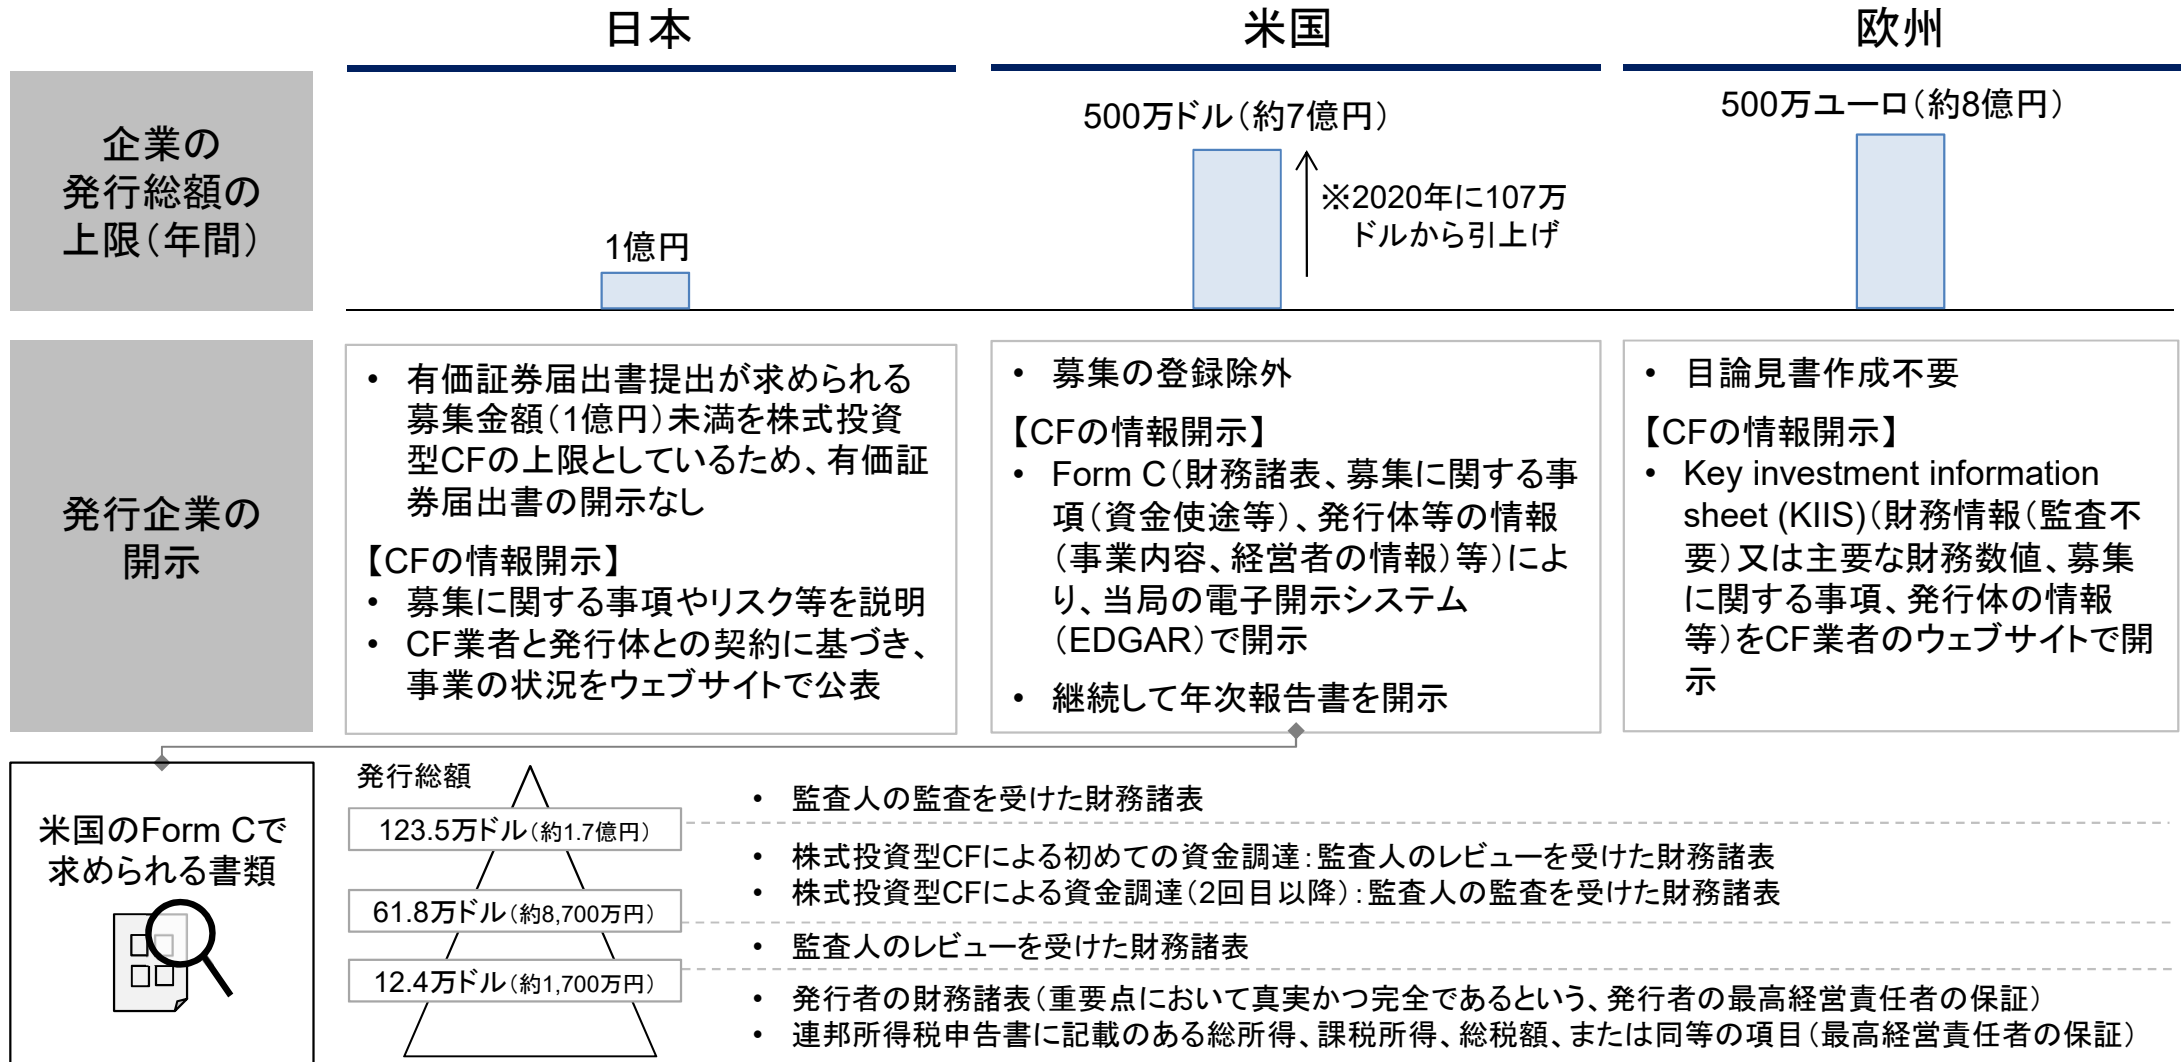 日本
米国
欧州
企業の
発行総額の
上限（年間）
1億円
500万ドル（約7億円）
※2020年に107万
ドルから引上げ
500万ユーロ（約8億円）
発行企業の
開示
• 有価証券届出書提出が求められる
募集金額（1億円）未満を株式投資
型CFの上限としているため、有価証
券届出書の開示なし
【CFの情報開示】
• 募集に関する事項やリスク等を説明
• CF業者と発行体との契約に基づき、
事業の状況をウェブサイトで公表
• 募集の登録除外
【CFの情報開示】
• Form C（財務諸表、募集に関する事
項（資金使途等）、発行体等の情報
（事業内容、経営者の情報）等）によ
り、当局の電子開示システム
（EDGAR）で開示
• 継続して年次報告書を開示
• 目論見書作成不要
【CFの情報開示】
• Key investment information
sheet (KIIS)（財務情報（監査不
要）又は主要な財務数値、募集
に関する事項、発行体の情報
等）をCF業者のウェブサイトで開
示
米国のForm Cで
求められる書類
発行総額
123.5万ドル（約1.7億円）
61.8万ドル（約8,700万円）
12.4万ドル（約1,700万円）
• 監査人の監査を受けた財務諸表
• 株式投資型CFによる初めての資金調達：監査人のレビューを受けた財務諸表
• 株式投資型CFによる資金調達（2回目以降）：監査人の監査を受けた財務諸表
• 監査人のレビューを受けた財務諸表
• 発行者の財務諸表（重要点において真実かつ完全であるという、発行者の最高経営責任者の保証）
• 連邦所得税申告書に記載のある総所得、課税所得、総税額、または同等の項目（最高経営責任者の保証）